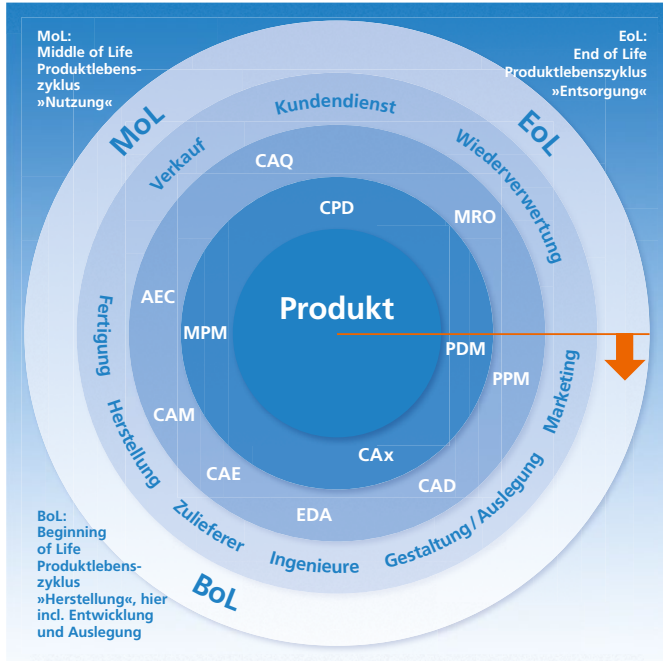 MoL:
Middle of Life
Produktlebens-
zyklus
»Nutzung«
EoL:
End of Life
Produktlebenszyklus
»Entsorgung«
MoL
EoL
Kundendienst
Verkauf
Wiederverwertung
CAQ
CPD
MRO
AEC
MPM
Produkt
PDM
PPM
Fertigung
Marketing
CAM
CAE
CAx
CAD
EDA
Herstellung
Zulieferer
Ingenieure
Gestaltung/Auslegung
BoL
BoL:
Beginning
of Life
Produktlebens-
zyklus
»Herstellung«, hier
incl. Entwicklung
und Auslegung